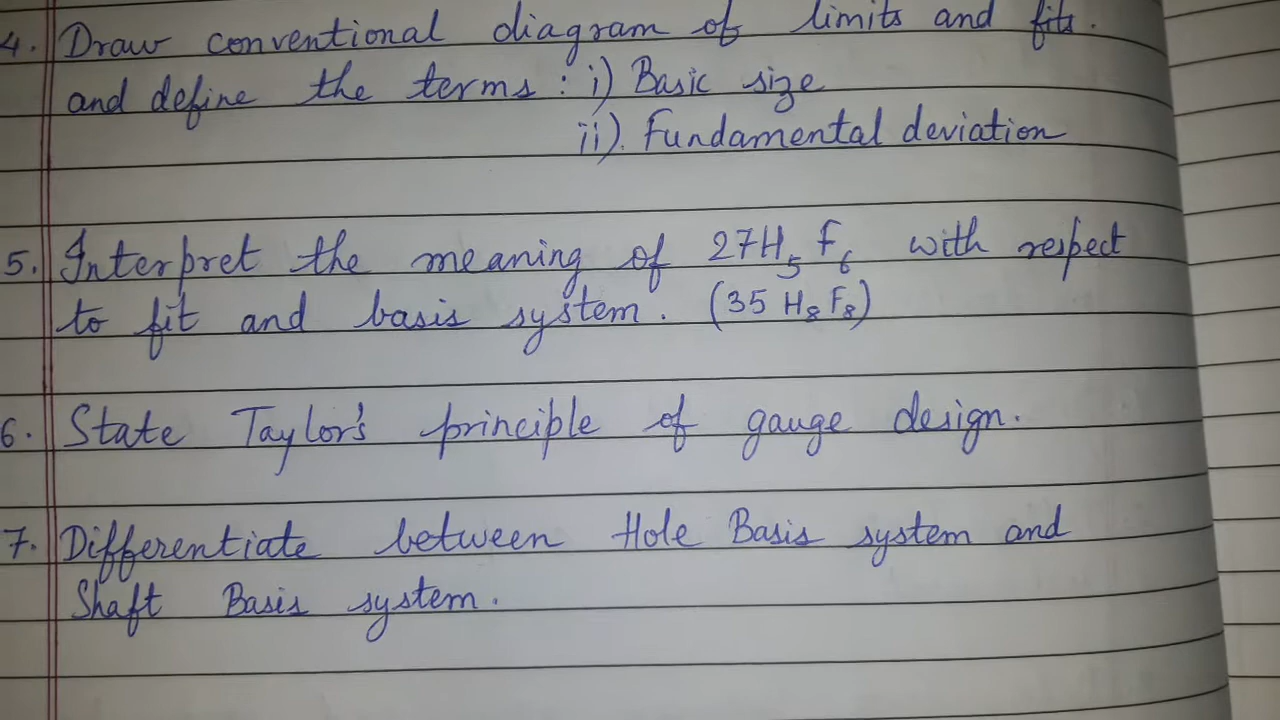 4. Draw conventional diagram of limits and fits.
and define the terms : i) Basic size
ii). Fundamental deviation
5. Interpret the meaning of 27H₅ F₆ with respect
to fit and basis system. (35 H₈ F₈)
6. State Taylor's principle of gauge design.
7. Differentiate between Hole Basis system and
Shaft Basis system.